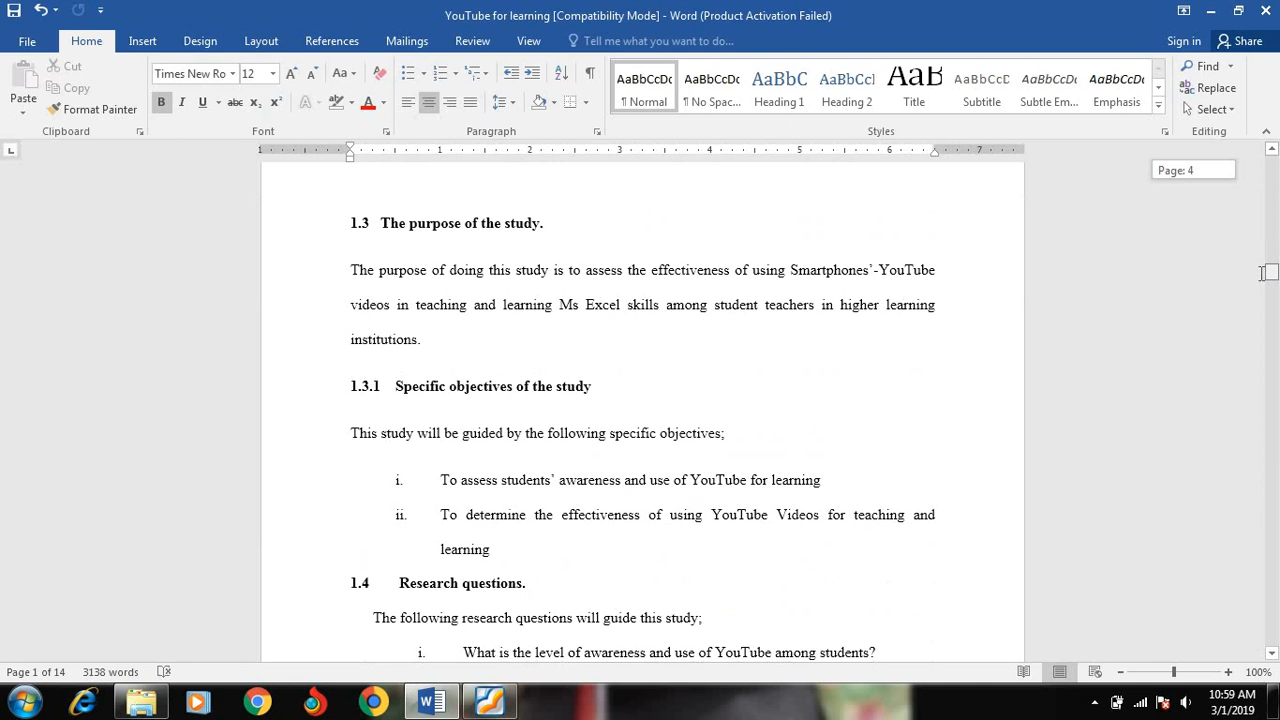 YouTube for learning [Compatibility Mode] - Word (Product Activation Failed)
File Home Insert Design Layout References Mailings Review View Tell me what you want to do... Sign in Share
Paste Cut Copy Format Painter Clipboard
Times New Ro 12 Font
Paragraph
AaBbCcDc ¶ Normal AaBbCcDc ¶ No Spac... AaBbC Heading 1 AaBbCcl Heading 2 AaB Title AaBbCcD Subtitle AaBbCcDc Subtle Em... AaBbCcDc Emphasis Styles
Find Replace Select Editing
1 1 2 3 4 5 6 7
Page: 4
1.3 The purpose of the study.
The purpose of doing this study is to assess the effectiveness of using Smartphones’-YouTube
videos in teaching and learning Ms Excel skills among student teachers in higher learning
institutions.
1.3.1 Specific objectives of the study
This study will be guided by the following specific objectives;
i. To assess students’ awareness and use of YouTube for learning
ii. To determine the effectiveness of using YouTube Videos for teaching and
learning
1.4 Research questions.
The following research questions will guide this study;
i. What is the level of awareness and use of YouTube among students?
Page 1 of 14 3138 words 100%
10:59 AM
3/1/2019